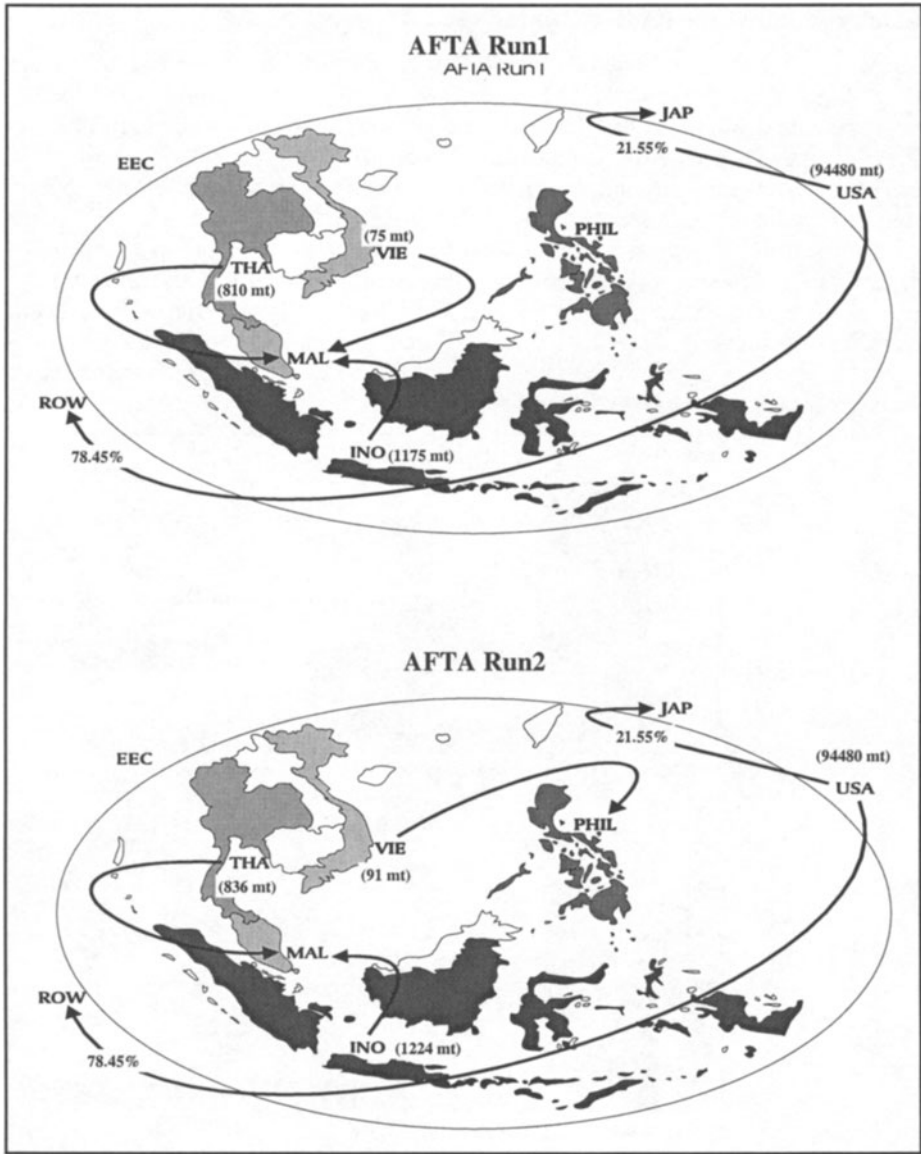 AFTA Run1
AFTA Run1
JAP
21.55%
EEC
(94480 mt)
USA
PHIL
(75 mt)
VIE
THA
(810 mt)
MAL
ROW
INO (1175 mt)
78.45%
AFTA Run2
JAP
21.55%
EEC
(94480 mt)
USA
PHIL
VIE
THA
(91 mt)
(836 mt)
MAL
ROW
INO (1224 mt)
78.45%